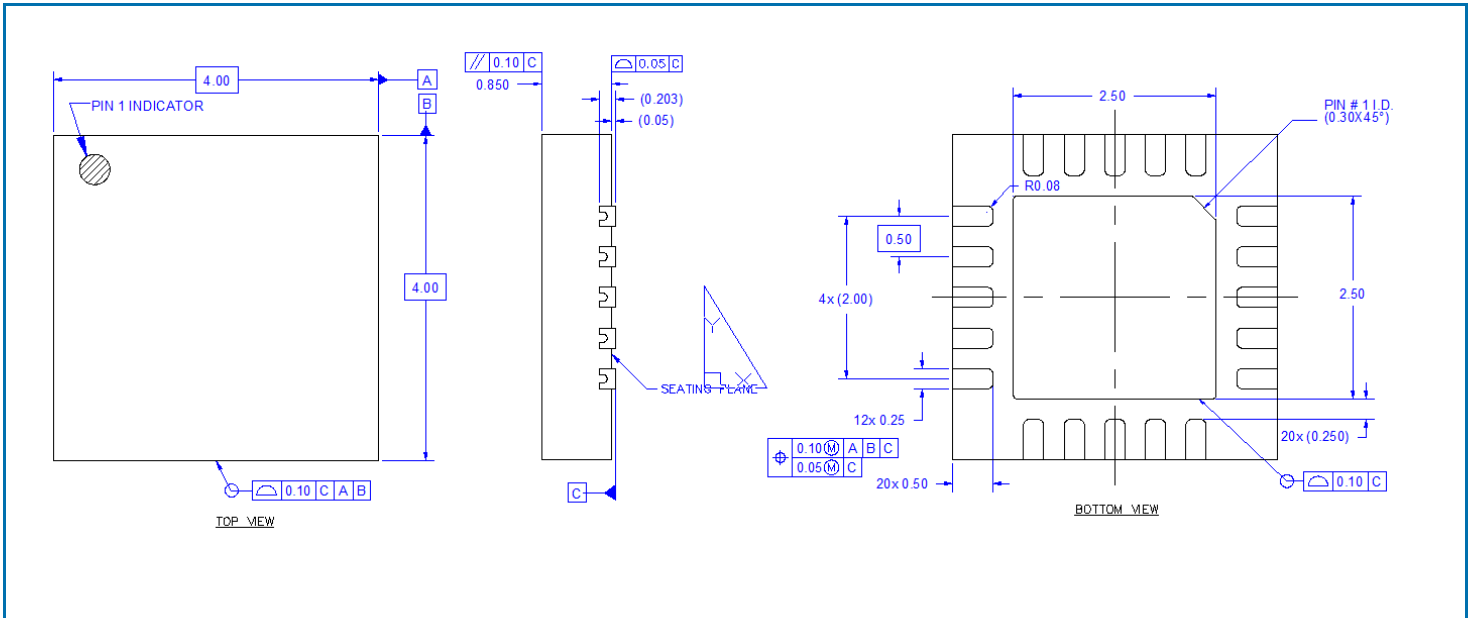 4.00
A
B
PIN 1 INDICATOR
4.00
⌓ 0.10 C A B
TOP VIEW
// 0.10 C
0.850
⌓ 0.05 C
(0.203)
(0.05)
Y
X
SEATING PLANE
C
2.50
PIN # 1 I.D.
(0.30X45°)
R0.08
0.50
4x (2.00)
2.50
12x 0.25
⌖ 0.10 Ⓜ A B C
0.05 Ⓜ C
20x 0.50
20x (0.250)
⌓ 0.10 C
BOTTOM VIEW